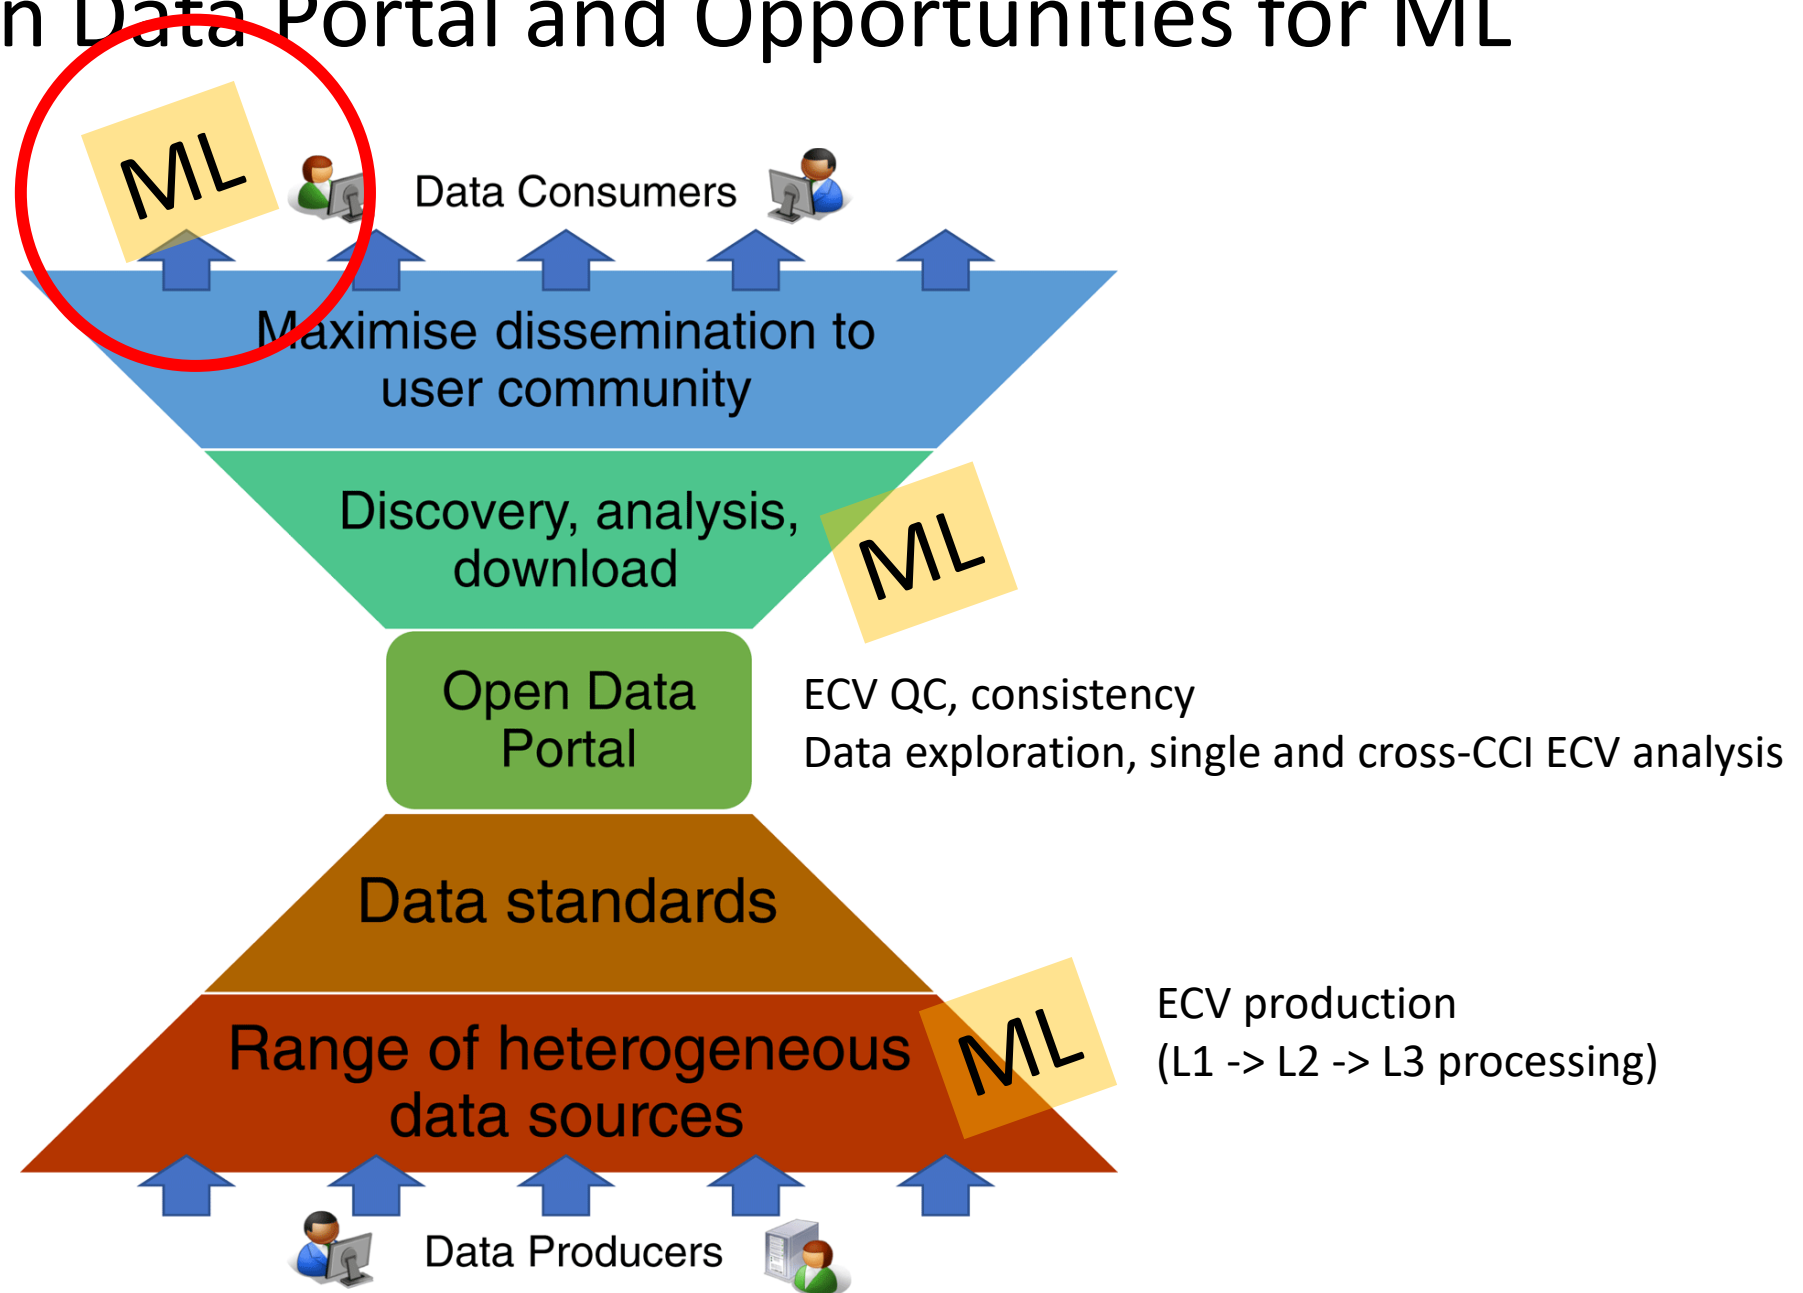 n Data Portal and Opportunities for ML
ML
Data Consumers
Maximise dissemination to
user community
Discovery, analysis,
download
ML
Open Data
Portal
ECV QC, consistency
Data exploration, single and cross-CCI ECV analysis
Data standards
Range of heterogeneous
data sources
ML
ECV production
(L1 -> L2 -> L3 processing)
Data Producers